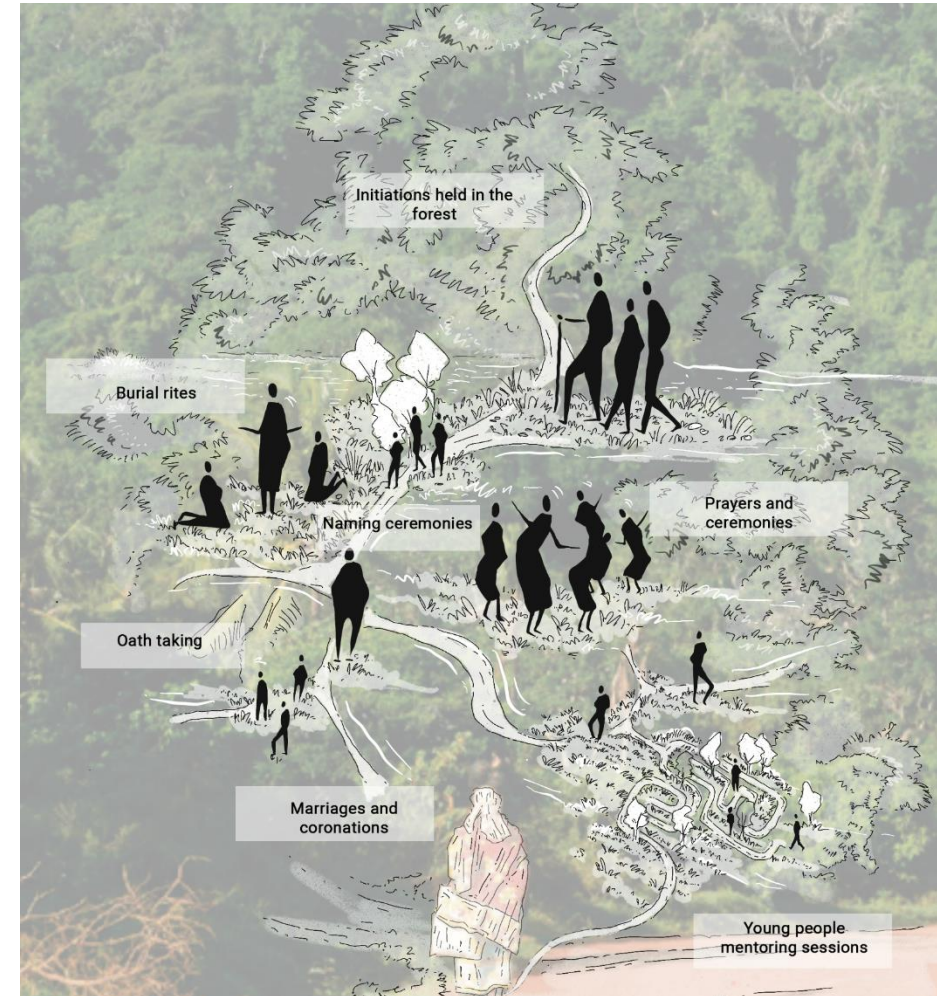 Initiations held in the
forest
Burial rites
Prayers and
ceremonies
Naming ceremonies
Oath taking
Marriages and
coronations
Young people
mentoring sessions